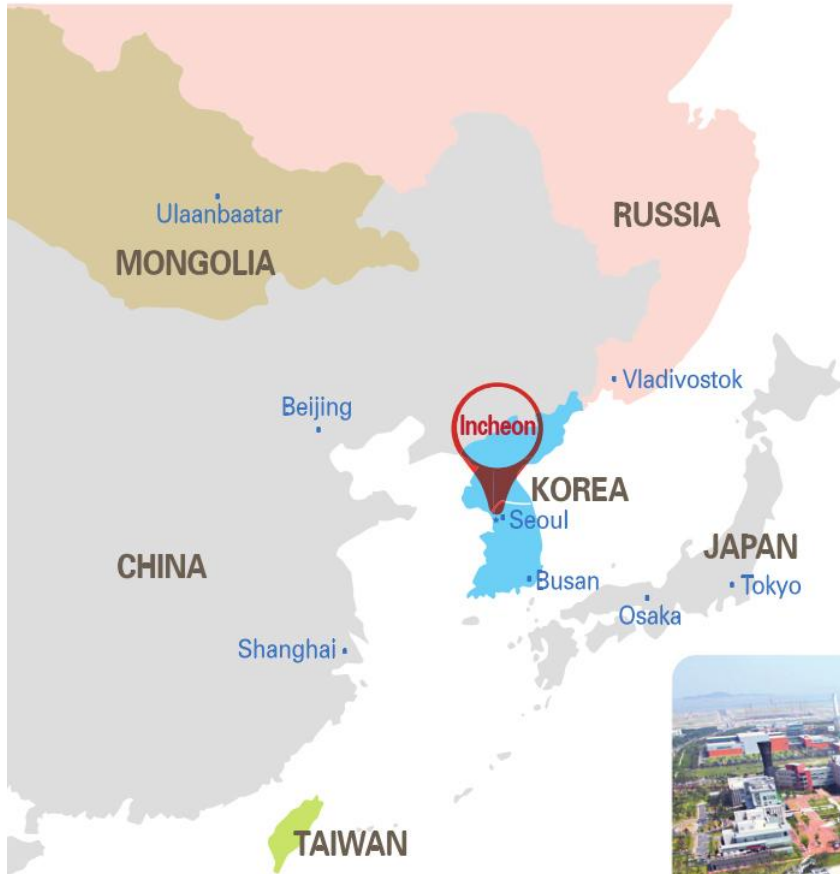 RUSSIA
Ulaanbaatar
MONGOLIA
Vladivostok
Beijing
Incheon
KOREA
Seoul
JAPAN
CHINA
Busan
Tokyo
Osaka
Shanghai
TAIWAN